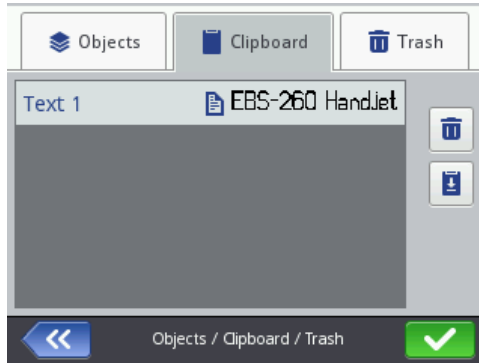 Objects Clipboard Trash
Text 1 EBS-260 HandJet
Objects / Clipboard / Trash